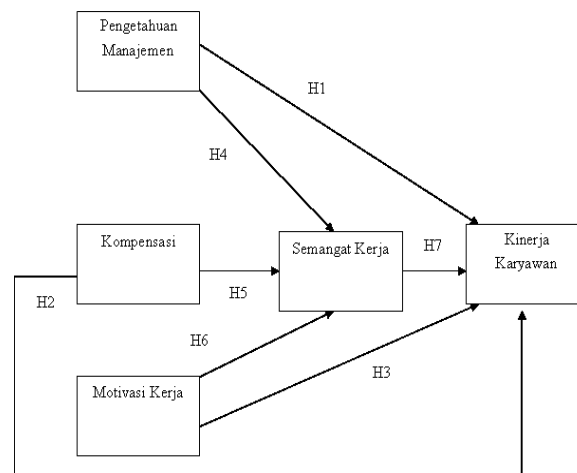 Pengetahuan
Manajemen
H1
H4
Kompensasi
Semangat Kerja
H7
Kinerja
Karyawan
H2
H5
H6
H3
Motivasi Kerja